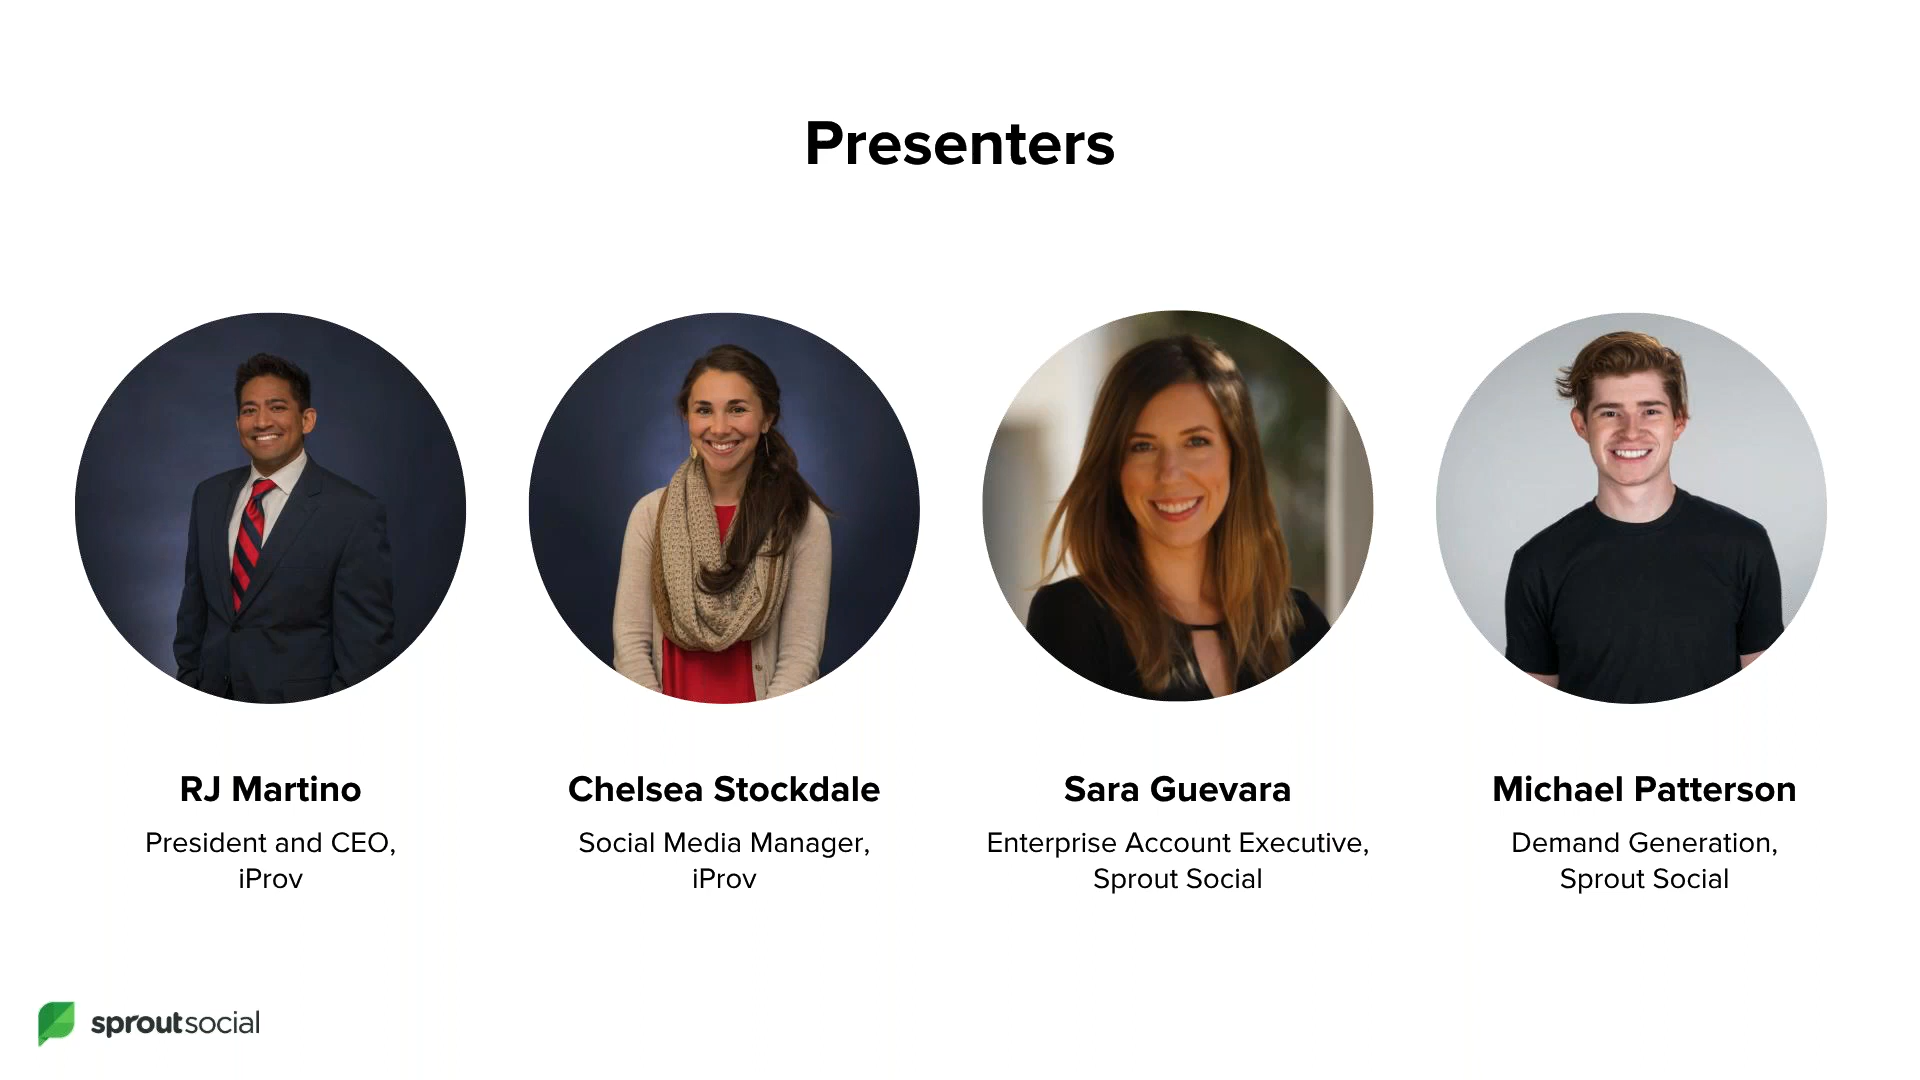 Presenters
RJ Martino
President and CEO,
iProv
Chelsea Stockdale
Social Media Manager,
iProv
Sara Guevara
Enterprise Account Executive,
Sprout Social
Michael Patterson
Demand Generation,
Sprout Social
sproutsocial